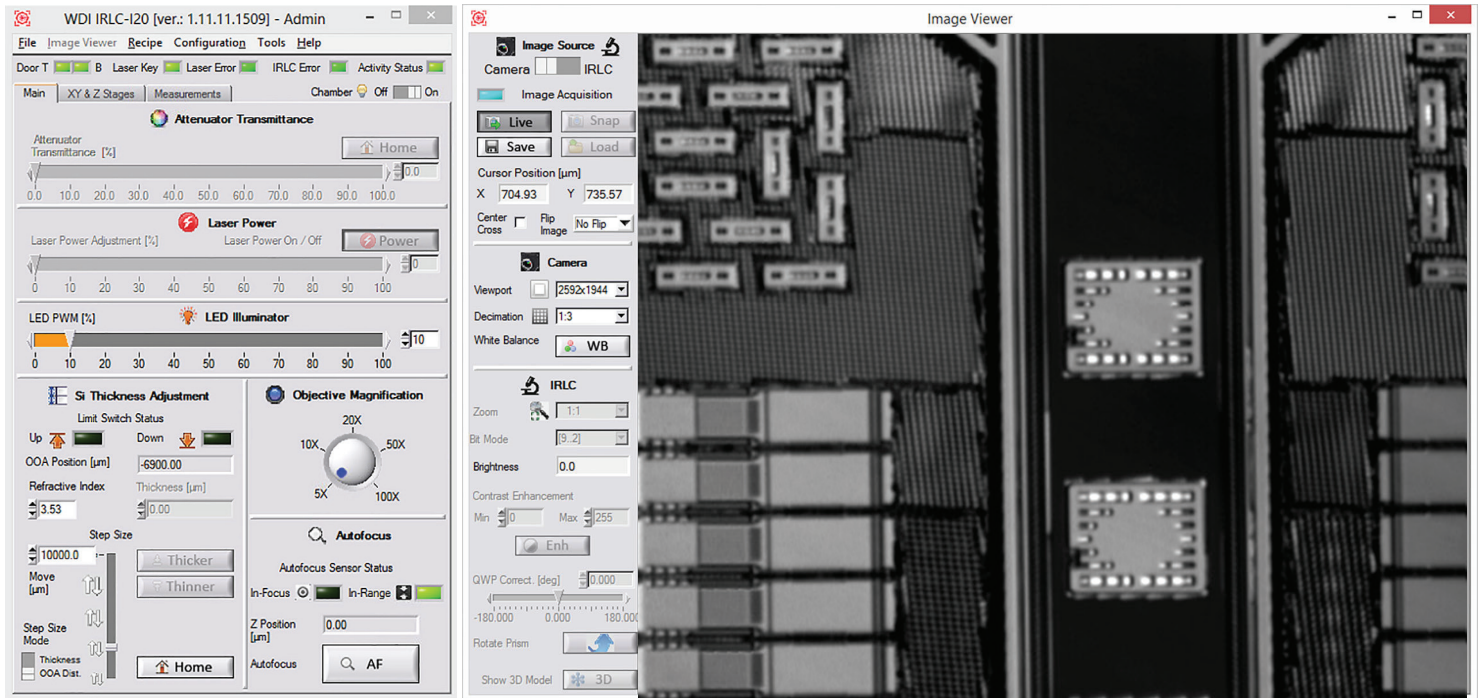 WDI IRLC-I20 [ver.: 1.11.11.1509] - Admin
File Image Viewer Recipe Configuration Tools Help
Door T B Laser Key Laser Error IRLC Error Activity Status
Main XY & Z Stages Measurements Chamber Off On
Attenuator Transmittance
Attenuator
Transmittance [%]
Home
0.0
0.0 10.0 20.0 30.0 40.0 50.0 60.0 70.0 80.0 90.0 100.0
Laser Power
Laser Power Adjustment [%] Laser Power On / Off Power
0
0 10 20 30 40 50 60 70 80 90 100
LED PWM [%] LED Illuminator
10
0 10 20 30 40 50 60 70 80 90 100
Si Thickness Adjustment
Limit Switch Status
Up Down
OOA Position [µm] -6900.00
Refractive Index Thickness [µm]
3.53 0.00
Step Size
10000.0
Thicker
Move
[µm]
Thinner
Step Size
Mode
Thickness
OOA Dist.
Home
Objective Magnification
20X
10X 50X
5X 100X
Autofocus
Autofocus Sensor Status
In-Focus In-Range
Z Position
[µm]
0.00
Autofocus AF
Image Viewer
Image Source
Camera IRLC
Image Acquisition
Live Snap
Save Load
Cursor Position [µm]
X 704.93 Y 735.57
Center
Cross
Flip
Image
No Flip
Camera
Viewport 2592x1944
Decimation 1:3
White Balance WB
IRLC
Zoom 1:1
Bit Mode [9..2]
Brightness 0.0
Contrast Enhancement
Min 0 Max 255
Enh
QWP Correct. [deg] 0.000
-180.000 0.000 180.000
Rotate Prism
Show 3D Model 3D